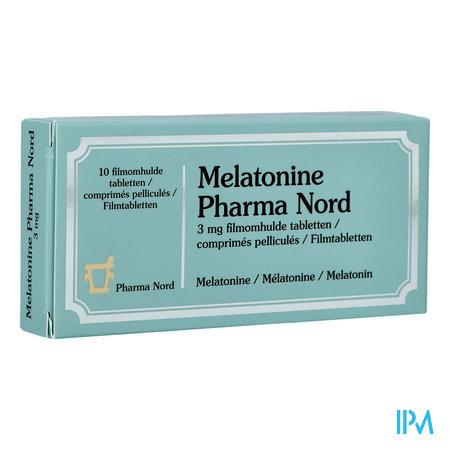 Melatonine Pharma Nord
3 mg
10 filmomhulde
tabletten /
comprimés pelliculés /
Filmtabletten
Pharma Nord
Melatonine
Pharma Nord
3 mg filmomhulde tabletten /
comprimés pelliculés / Filmtabletten
Melatonine / Mélatonine / Melatonin
IPM